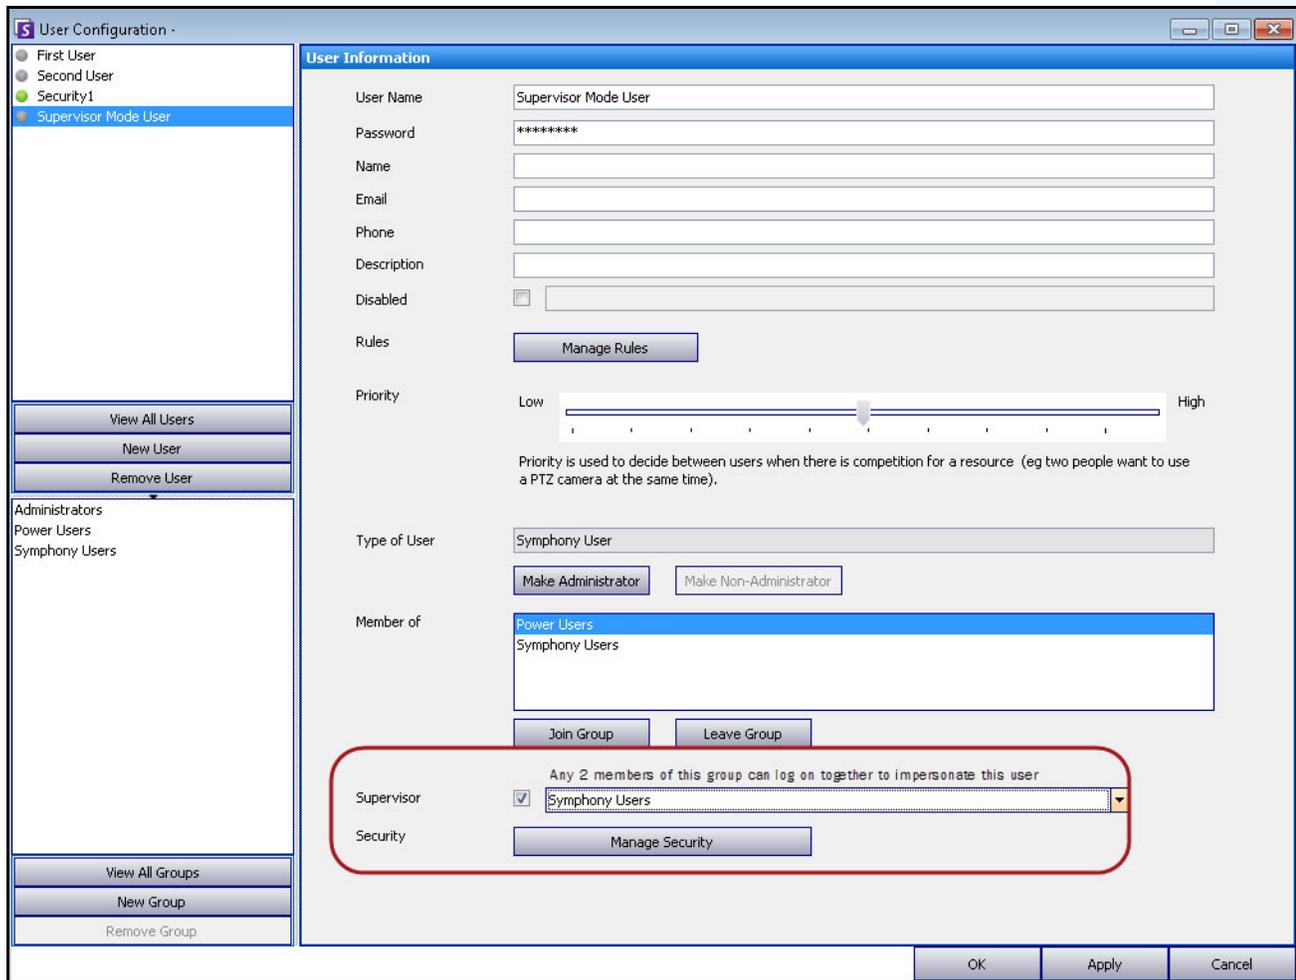 User Configuration -
First User
Second User
Security1
Supervisor Mode User
View All Users
New User
Remove User
Administrators
Power Users
Symphony Users
View All Groups
New Group
Remove Group
User Information
User Name Supervisor Mode User
Password ********
Name
Email
Phone
Description
Disabled
Rules Manage Rules
Priority Low High
Priority is used to decide between users when there is competition for a resource (eg two people want to use
a PTZ camera at the same time).
Type of User Symphony User
Make Administrator Make Non-Administrator
Member of Power Users
Symphony Users
Join Group Leave Group
Any 2 members of this group can log on together to impersonate this user
Supervisor Symphony Users
Security Manage Security
OK Apply Cancel